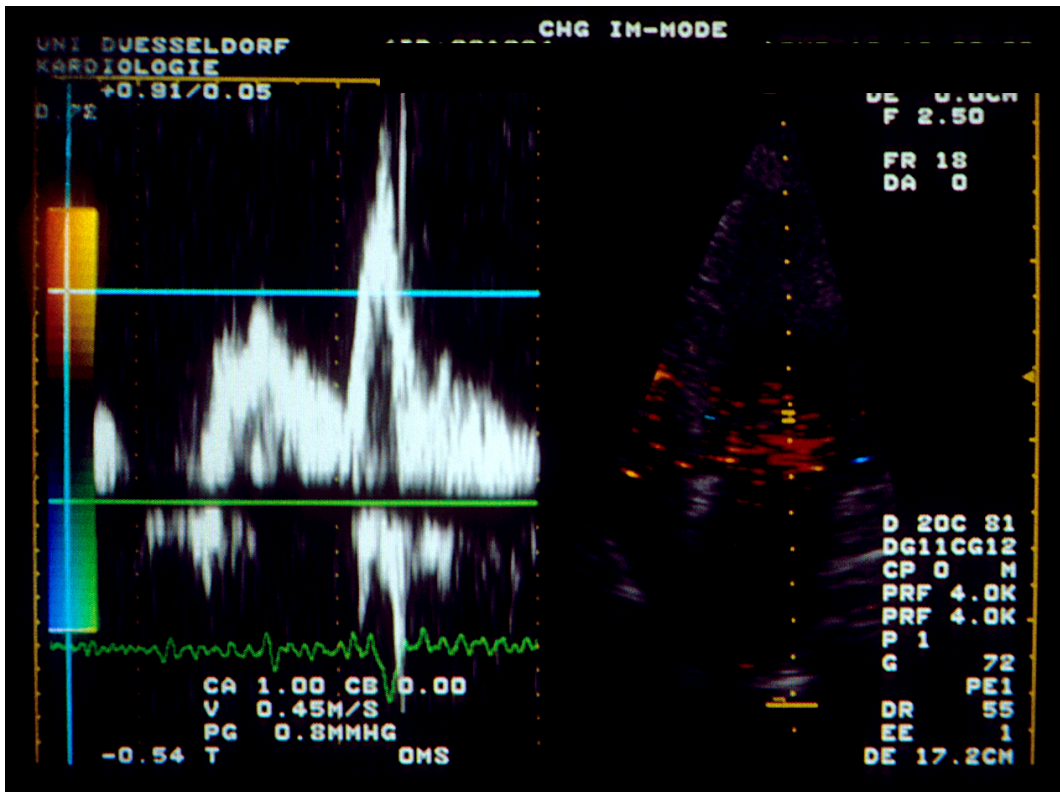 CHG IM-MODE
UNI DUESSELDORF
KARDIOLOGIE
+0.91/0.05
F 2.50
FR 18
DA 0
D 20C 81
DG11CG12
CP 0 M
PRF 4.0K
PRF 4.0K
P 1
G 72
PE1
DR 55
EE 1
DE 17.2CM
CA 1.00 CB 0.00
V 0.45M/S
PG 0.8MMHG
-0.54 T 0MS